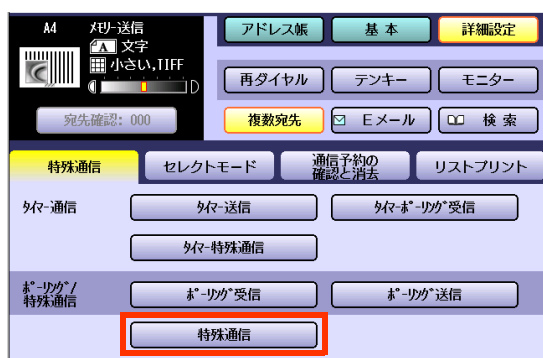 A4 ﾒﾓﾘｰ送信
A 文字
小さい,TIFF
D
宛先確認: 000
アドレス帳 基 本 詳細設定
再ダイヤル テンキー モニター
複数宛先 Eメール 検 索
特殊通信 セレクトモード 通信予約の確認と消去 リストプリント
ﾀｲﾏｰ通信 ﾀｲﾏｰ送信 ﾀｲﾏｰﾎﾟｰﾘﾝｸﾞ受信
ﾀｲﾏｰ特殊通信
ﾎﾟｰﾘﾝｸﾞ/
特殊通信
ﾎﾟｰﾘﾝｸﾞ受信 ﾎﾟｰﾘﾝｸﾞ送信
特殊通信